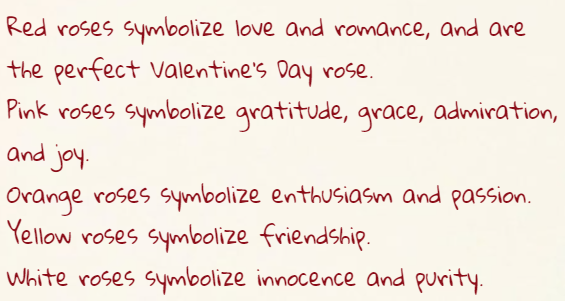 Red roses symbolize love and romance, and are
the perfect Valentine's Day rose.
Pink roses symbolize gratitude, grace, admiration,
and joy.
Orange roses symbolize enthusiasm and passion.
Yellow roses symbolize friendship.
White roses symbolize innocence and purity.